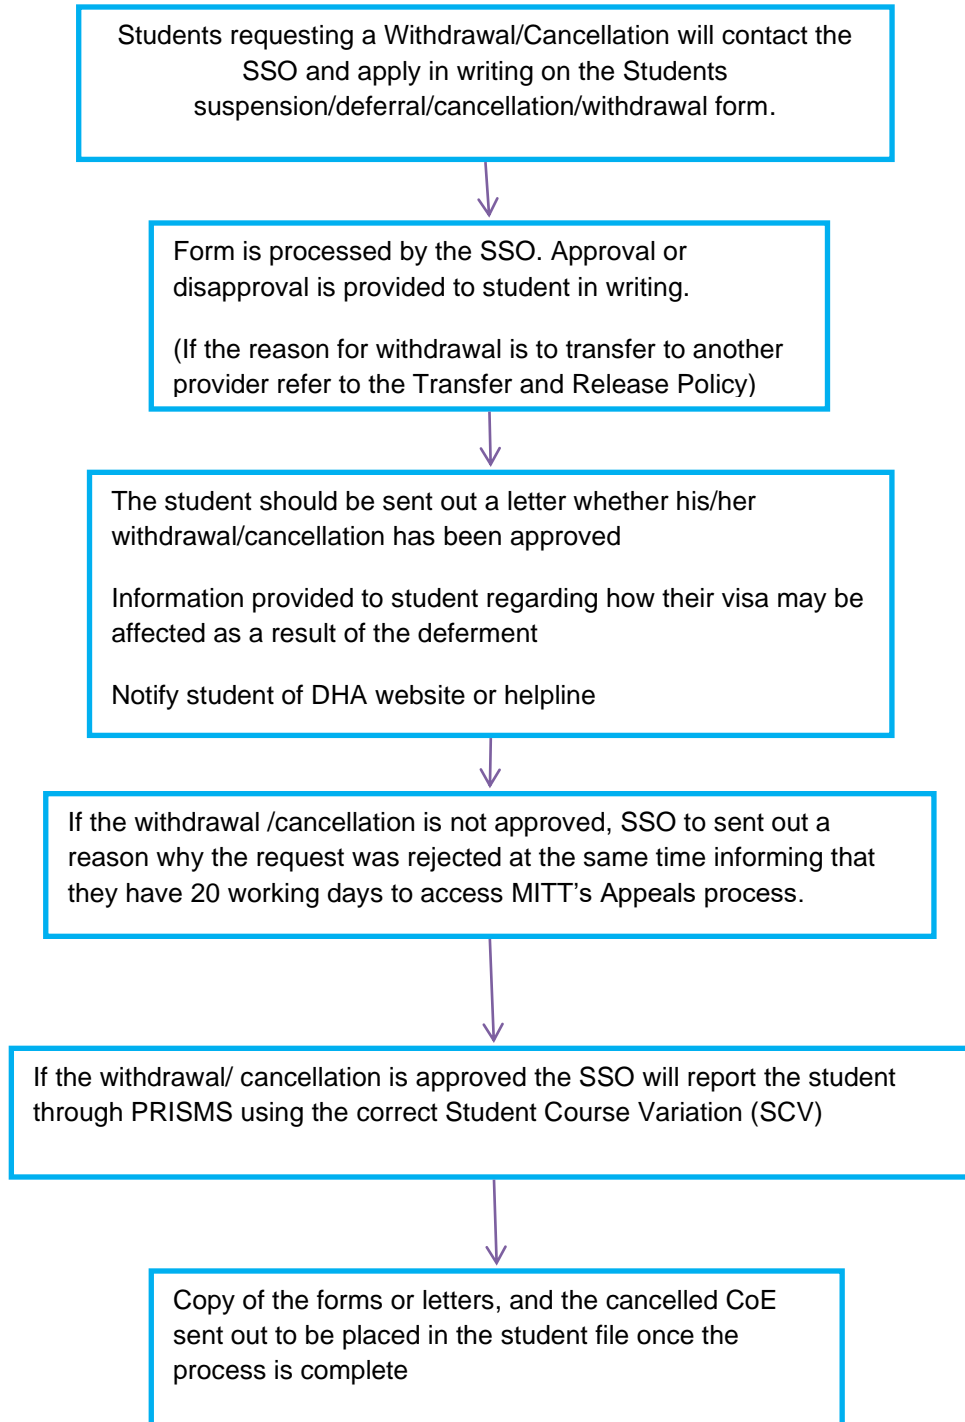 Students requesting a Withdrawal/Cancellation will contact the
SSO and apply in writing on the Students
suspension/deferral/cancellation/withdrawal form.
Form is processed by the SSO. Approval or
disapproval is provided to student in writing.
(If the reason for withdrawal is to transfer to another
provider refer to the Transfer and Release Policy)
The student should be sent out a letter whether his/her
withdrawal/cancellation has been approved
Information provided to student regarding how their visa may be
affected as a result of the deferment
Notify student of DHA website or helpline
If the withdrawal /cancellation is not approved, SSO to sent out a
reason why the request was rejected at the same time informing that
they have 20 working days to access MITT’s Appeals process.
If the withdrawal/ cancellation is approved the SSO will report the student
through PRISMS using the correct Student Course Variation (SCV)
Copy of the forms or letters, and the cancelled CoE
sent out to be placed in the student file once the
process is complete